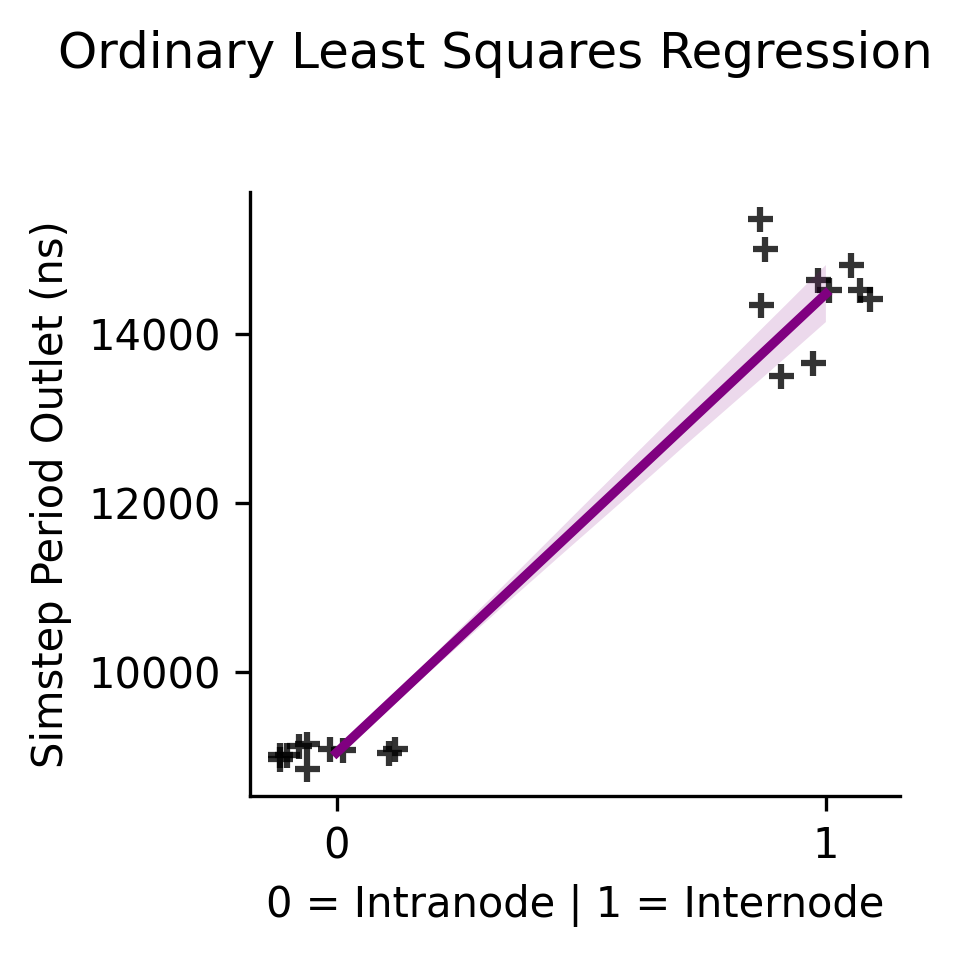 Ordinary Least Squares Regression
Simstep Period Outlet (ns)
14000
12000
10000
0
1
0 = Intranode | 1 = Internode